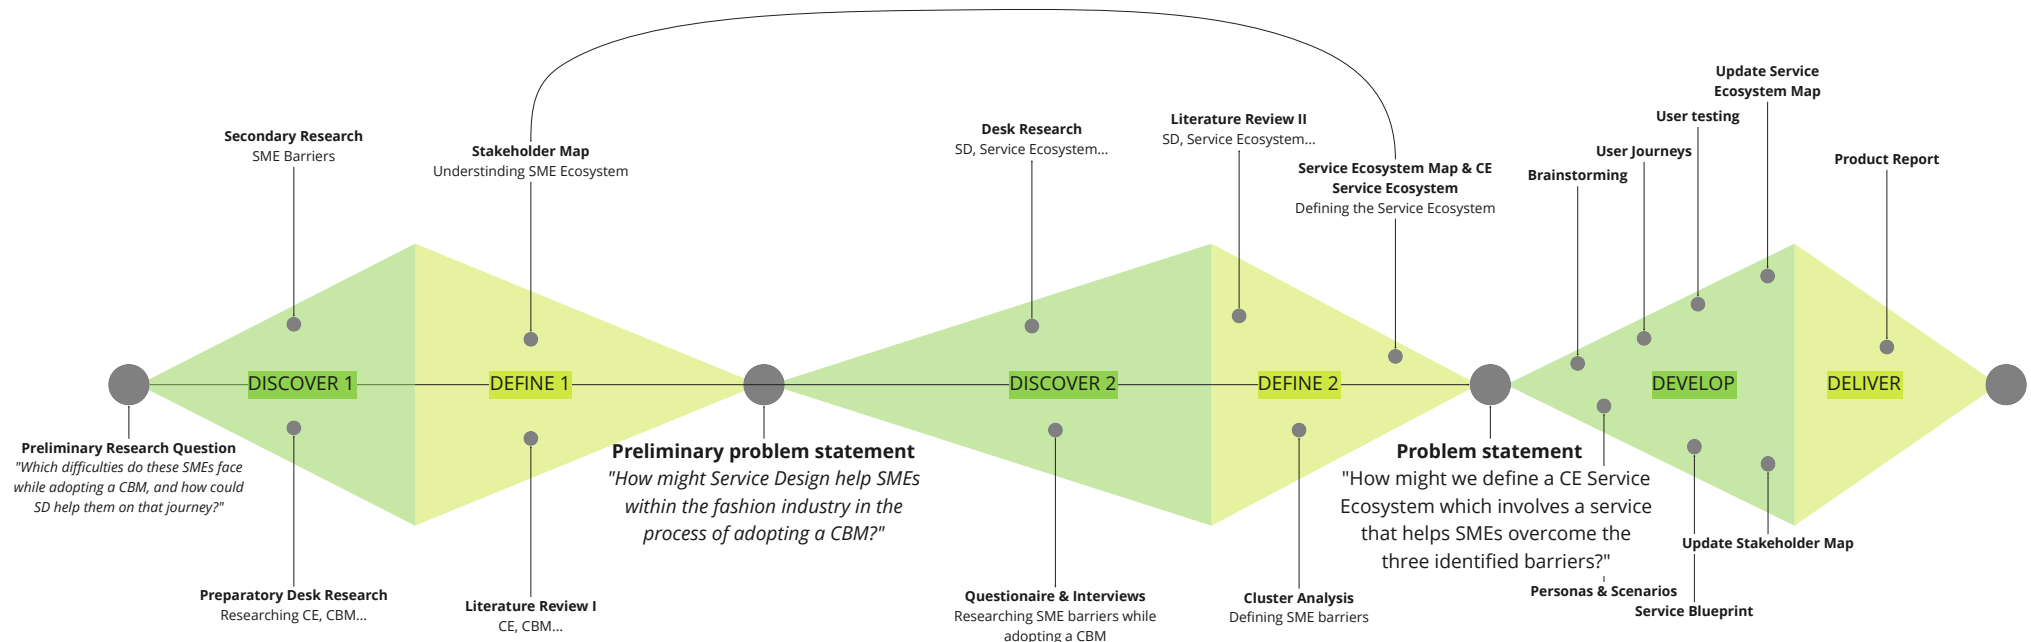 Update Service
Ecosystem Map
User testing
Literature Review II
SD, Service Ecosystem...
Desk Research
SD, Service Ecosystem...
Secondary Research
SME Barriers
Stakeholder Map
Understinding SME Ecosystem
Service Ecosystem Map & CE
Service Ecosystem
Defining the Service Ecosystem
User Journeys
Brainstorming
Product Report
DISCOVER 1
DEFINE 1
DISCOVER 2
DEFINE 2
DEVELOP
DELIVER
Preliminary Research Question
"Which difficulties do these SMEs face
while adopting a CBM, and how could
SD help them on that journey?"
Preliminary problem statement
"How might Service Design help SMEs
within the fashion industry in the
process of adopting a CBM?"
Problem statement
"How might we define a CE Service
Ecosystem which involves a service
that helps SMEs overcome the
three identified barriers?"
Update Stakeholder Map
Preparatory Desk Research
Researching CE, CBM...
Literature Review I
CE, CBM...
Questionaire & Interviews
Researching SME barriers while
adopting a CBM
Cluster Analysis
Defining SME barriers
Personas & Scenarios
Service Blueprint